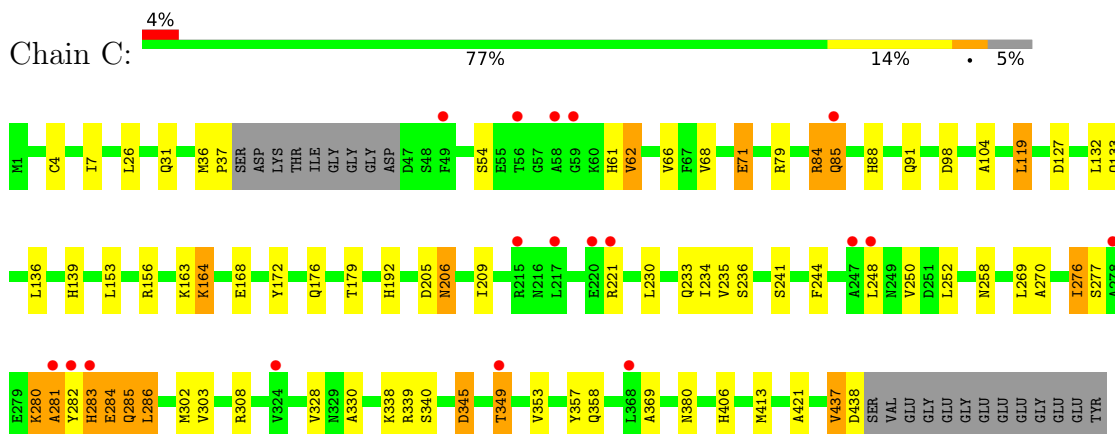 4%
Chain C:
77% 14% • 5%
M1 C4 I7 L26 Q31 M36 P37 SER ASP LYS THR ILE GLY GLY GLY ASP D47 S48 F49 S54 E55 T56 G57 A58 G59 K60 H61 V62 V66 F67 V68 E71 R79 R84 Q85 H88 Q91 D98 A104 L119 D127 L132 Q133
L136 H139 L153 R156 K163 K164 E168 Y172 Q176 T179 H192 D205 N206 I209 R215 N216 L217 E220 R221 L230 Q233 I234 V235 S236 S241 F244 A247 L248 N249 V250 D251 L252 N258 L269 A270 I276 S277 A278
E279 K280 A281 Y282 H283 E284 Q285 L286 M302 V303 R308 V324 V328 N329 A330 K338 R339 S340 D345 T349 V353 Y357 Q358 L368 A369 N380 H406 M413 A421 V437 D438 SER VAL GLU GLY GLU GLY GLU GLU GLU GLY GLU GLU TYR